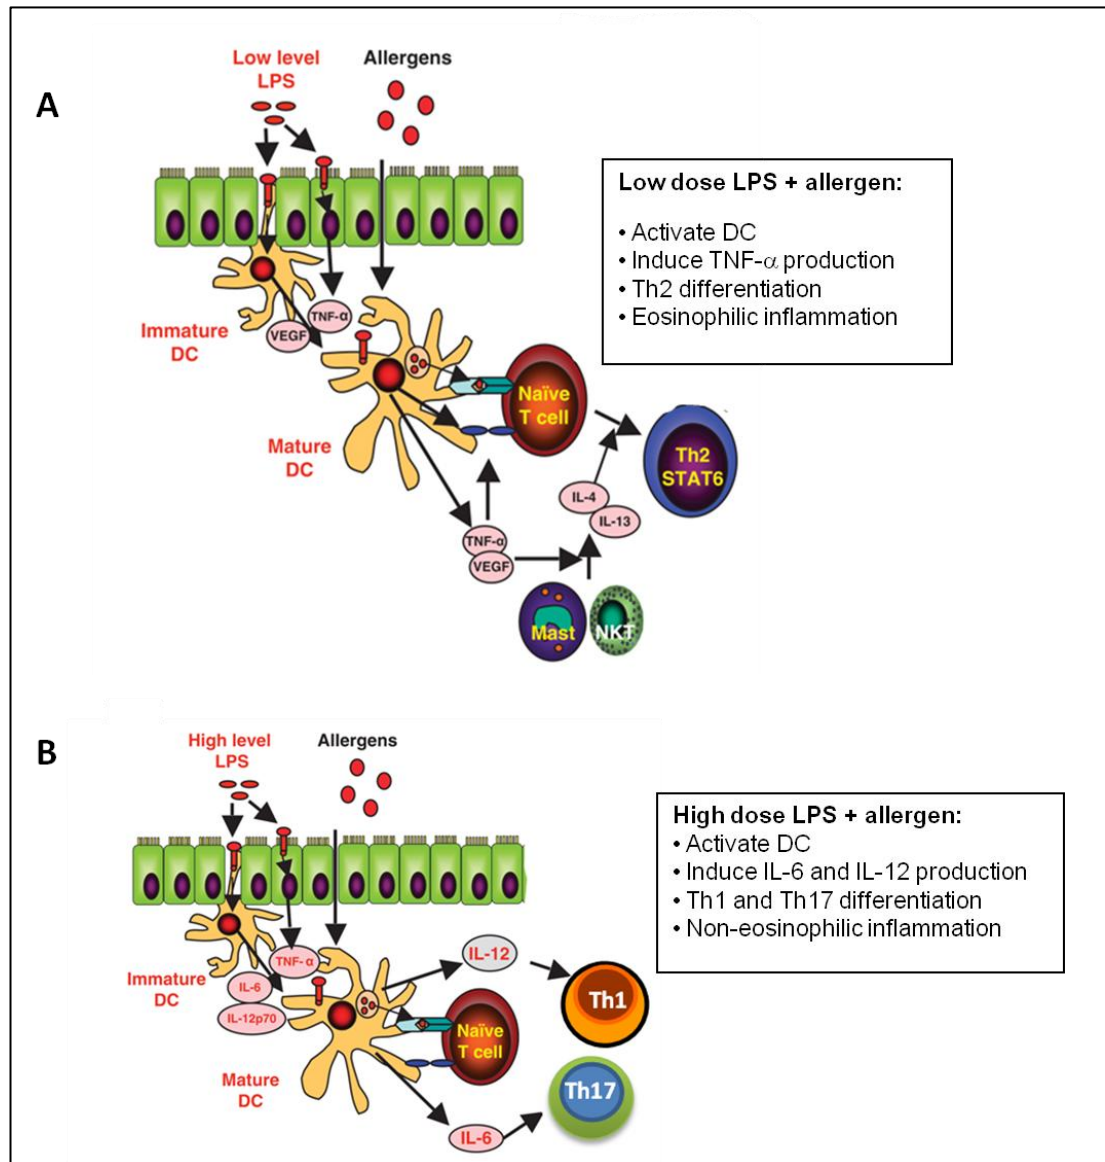 A
Low level
LPS
Allergens
Low dose LPS + allergen:
• Activate DC
• Induce TNF-α production
• Th2 differentiation
• Eosinophilic inflammation
Immature
DC
VEGF
TNF-α
Naïve
T cell
Mature
DC
Th2
STAT6
IL-4
IL-13
TNF-α
VEGF
Mast
NKT
B
High level
LPS
Allergens
High dose LPS + allergen:
• Activate DC
• Induce IL-6 and IL-12 production
• Th1 and Th17 differentiation
• Non-eosinophilic inflammation
Immature
DC
TNF-α
IL-6
IL-12p70
IL-12
Th1
Naïve
T cell
Mature
DC
Th17
IL-6